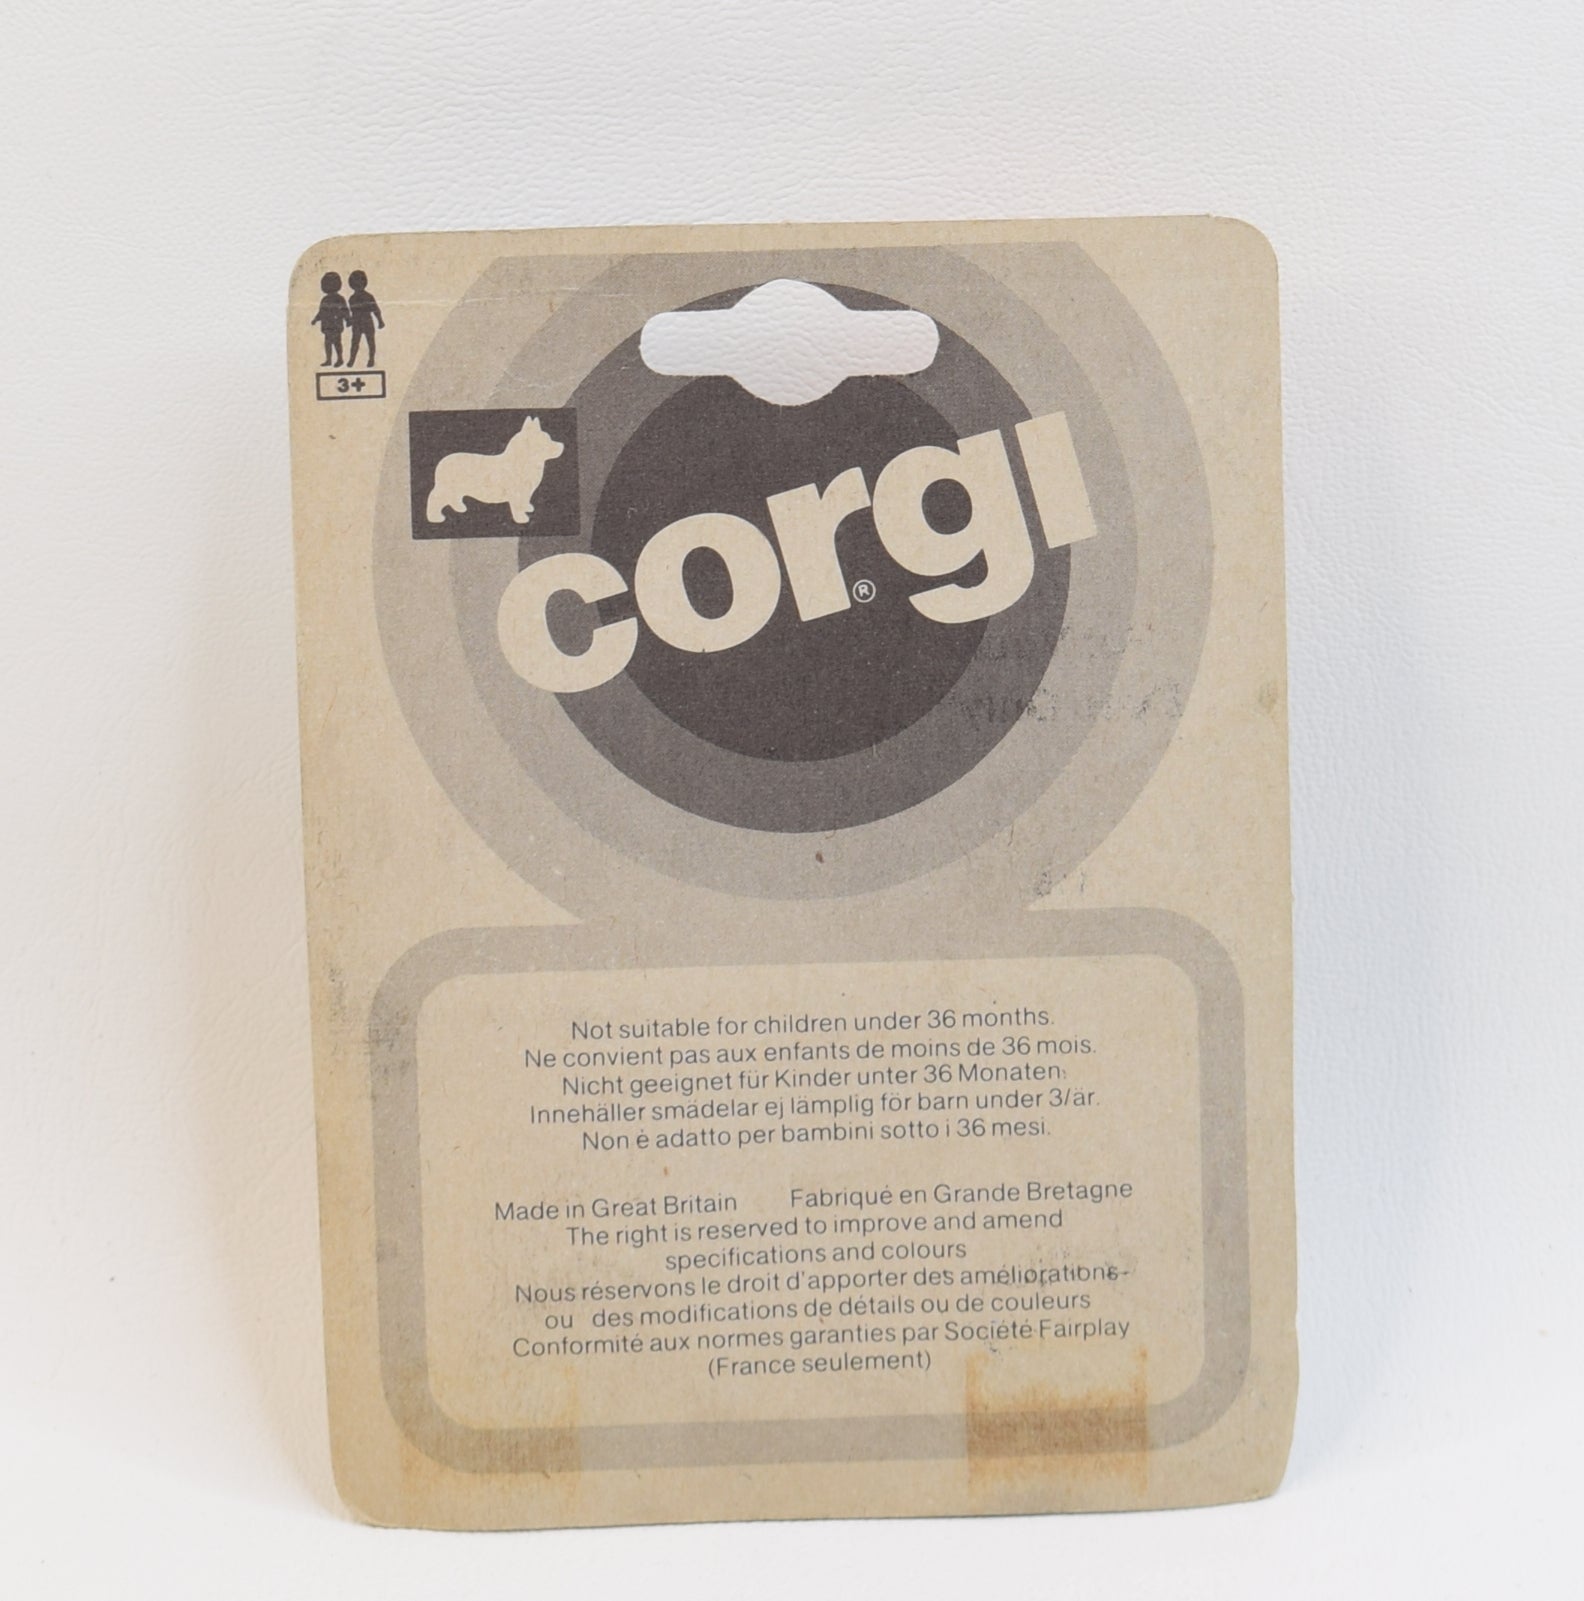 3+
corgi
®
Not suitable for children under 36 months.
Ne convient pas aux enfants de moins de 36 mois.
Nicht geeignet für Kinder unter 36 Monaten.
Innehäller smädelar ej lämplig för barn under 3/är.
Non é adatto per bambini sotto i 36 mesi.
Made in Great Britain Fabriqué en Grande Bretagne
The right is reserved to improve and amend
specifications and colours
Nous réservons le droit d'apporter des améliorations
ou des modifications de détails ou de couleurs
Conformité aux normes garanties par Société Fairplay
(France seulement)